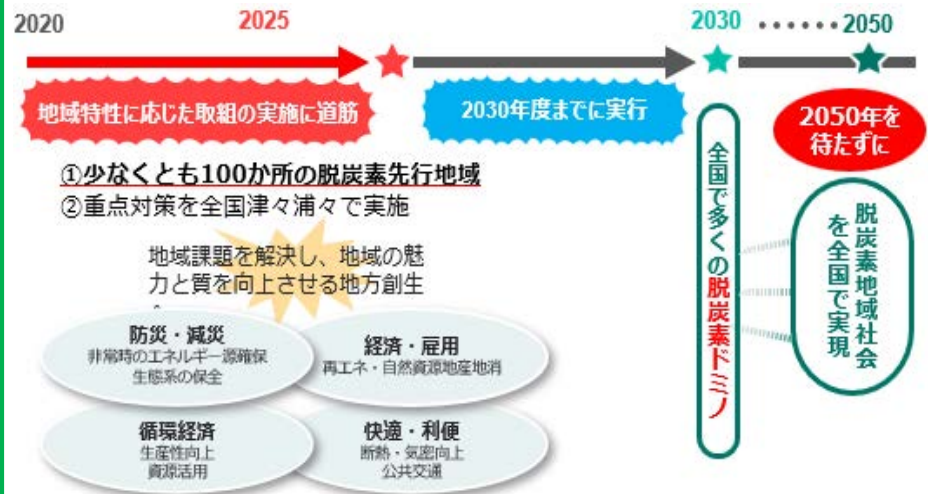 2020
2025
2030 ・・・・・・2050
地域特性に応じた取組の実施に道筋
2030年度までに実行
2050年を
待たずに
①少なくとも100か所の脱炭素先行地域
②重点対策を全国津々浦々で実施
地域課題を解決し、地域の魅
力と質を向上させる地方創生
防災・減災
非常時のエネルギー源確保
生態系の保全
経済・雇用
再エネ・自然資源地産地消
循環経済
生産性向上
資源活用
快適・利便
断熱・気密向上
公共交通
全国で多くの脱炭素ドミノ
脱炭素地域社会
を全国で実現